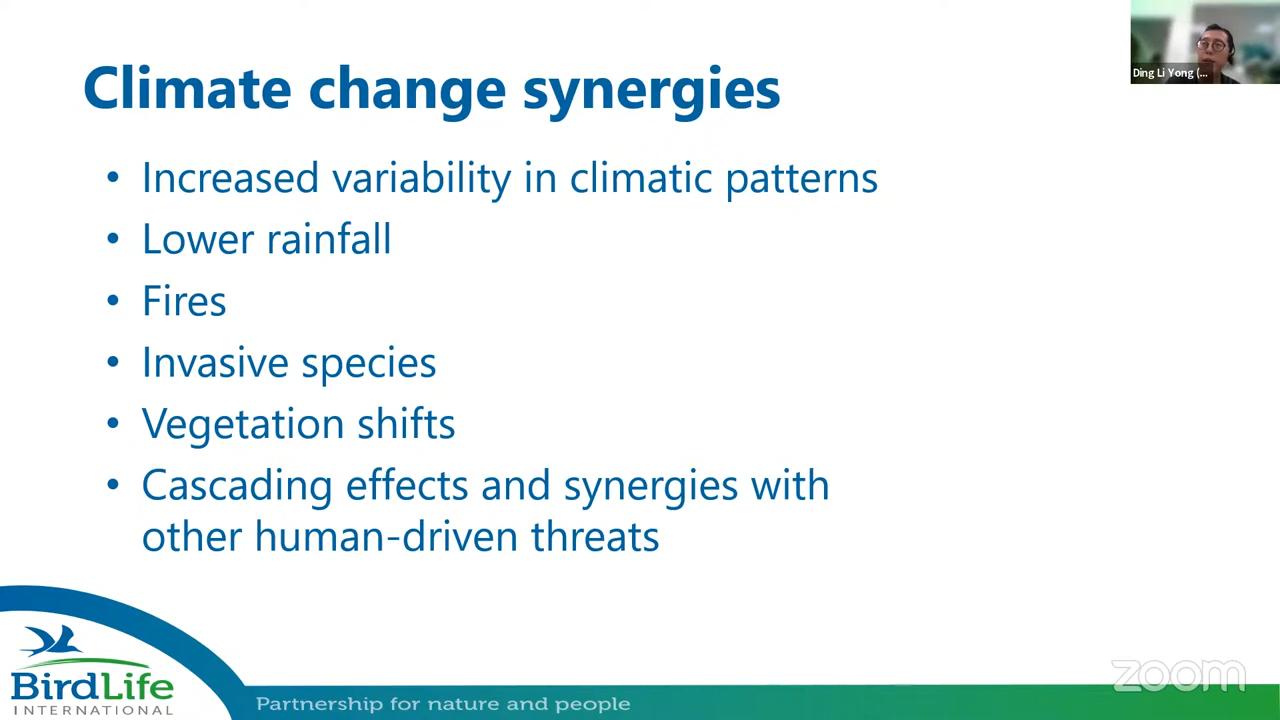 Climate change synergies
Ding Li Yong (...
• Increased variability in climatic patterns
• Lower rainfall
• Fires
• Invasive species
• Vegetation shifts
• Cascading effects and synergies with
other human-driven threats
BirdLife
INTERNATIONAL
Partnership for nature and people
zoom